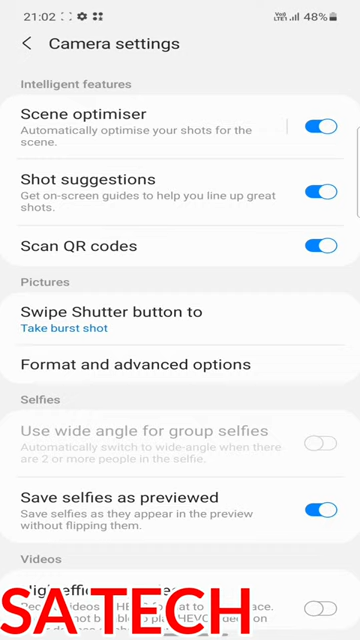 21:02
VoLTE1 48%
Camera settings
Intelligent features
Scene optimiser
Automatically optimise your shots for the
scene.
Shot suggestions
Get on-screen guides to help you line up great
shots.
Scan QR codes
Pictures
Swipe Shutter button to
Take burst shot
Format and advanced options
Selfies
Use wide angle for group selfies
Automatically switch to wide-angle when there
are 2 or more people in the selfie.
Save selfies as previewed
Save selfies as they appear in the preview
without flipping them.
Videos
SA TECH